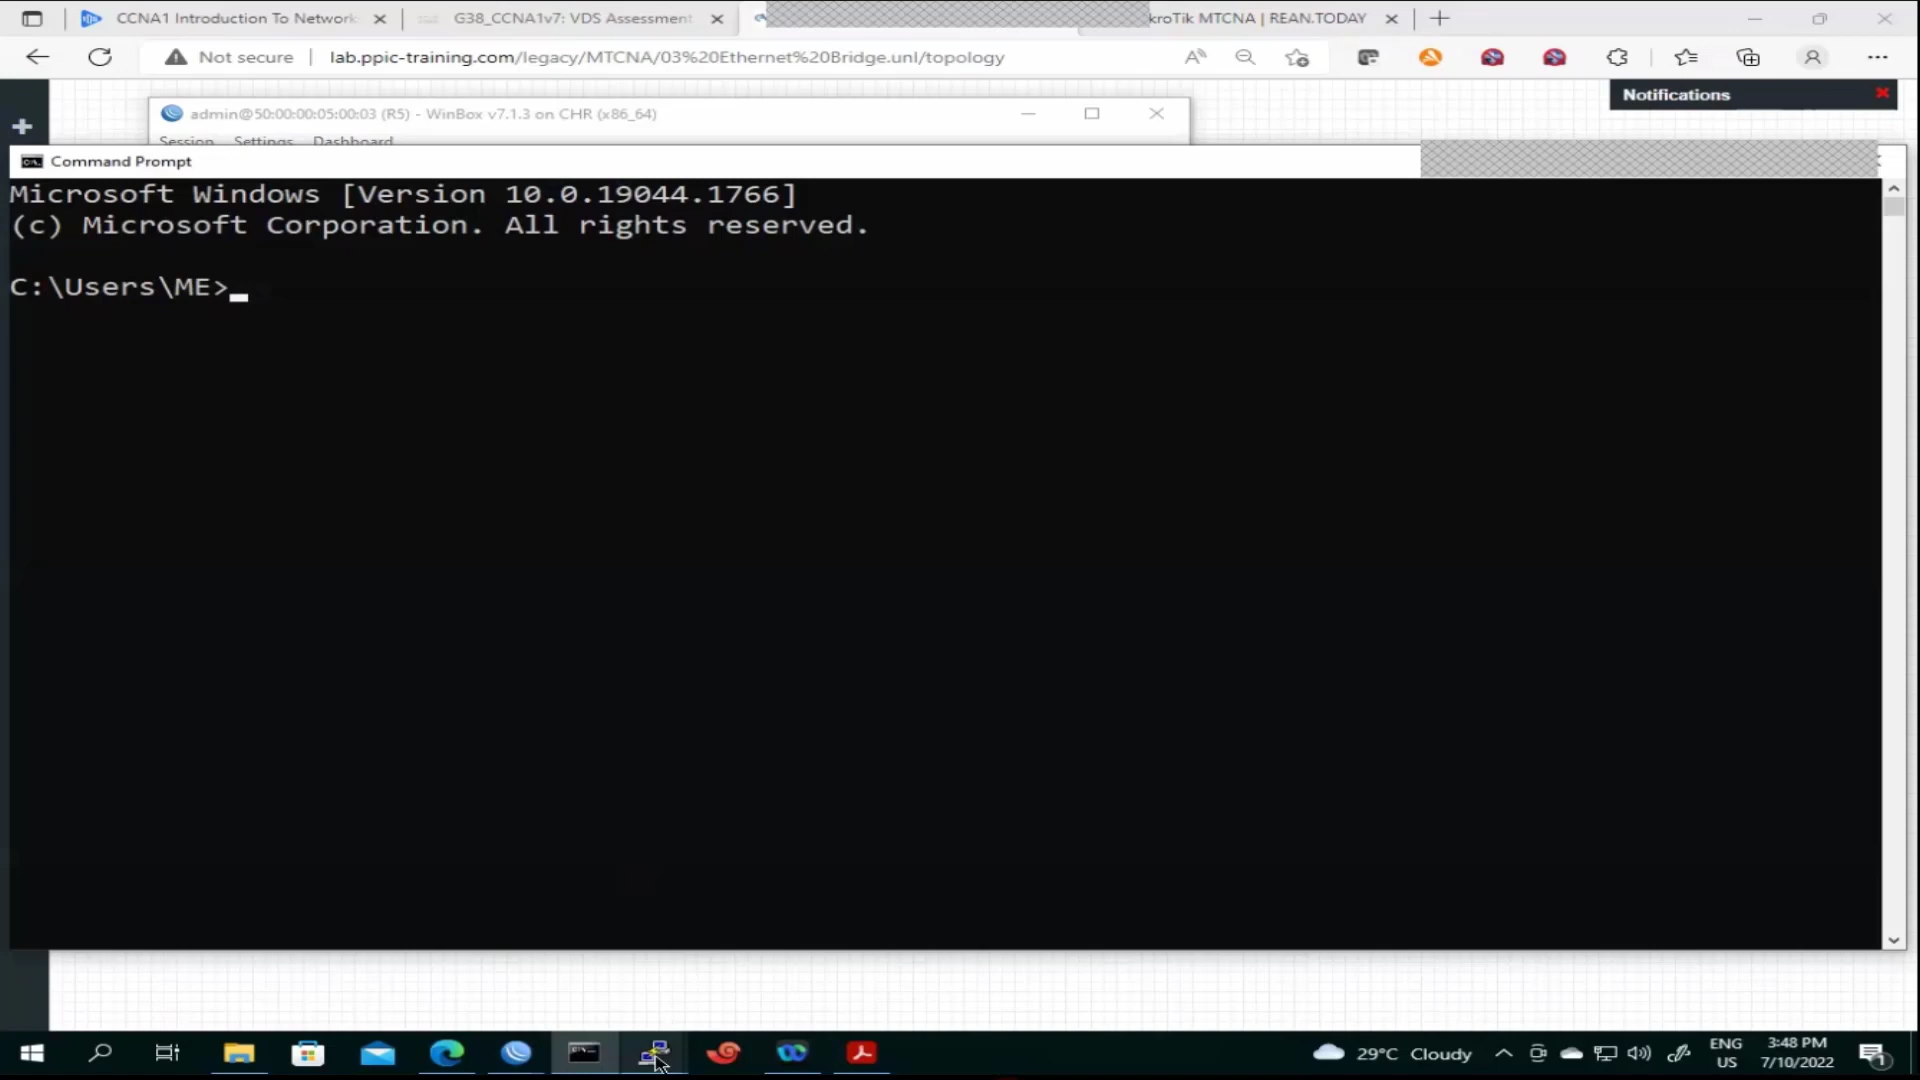 CCNA1 Introduction To Network
G38_CCNA1v7: VDS Assessment
kroTik MTCNA | REAN.TODAY
Not secure
lab.ppic-training.com/legacy/MTCNA/03%20Ethernet%20Bridge.unl/topology
Notifications
admin@50:00:00:05:00:03 (R5) - WinBox v7.1.3 on CHR (x86_64)
Session Settings Dashboard
Command Prompt
Microsoft Windows [Version 10.0.19044.1766]
(c) Microsoft Corporation. All rights reserved.
C:\Users\ME>
29°C Cloudy
ENG
US
3:48 PM
7/10/2022
1